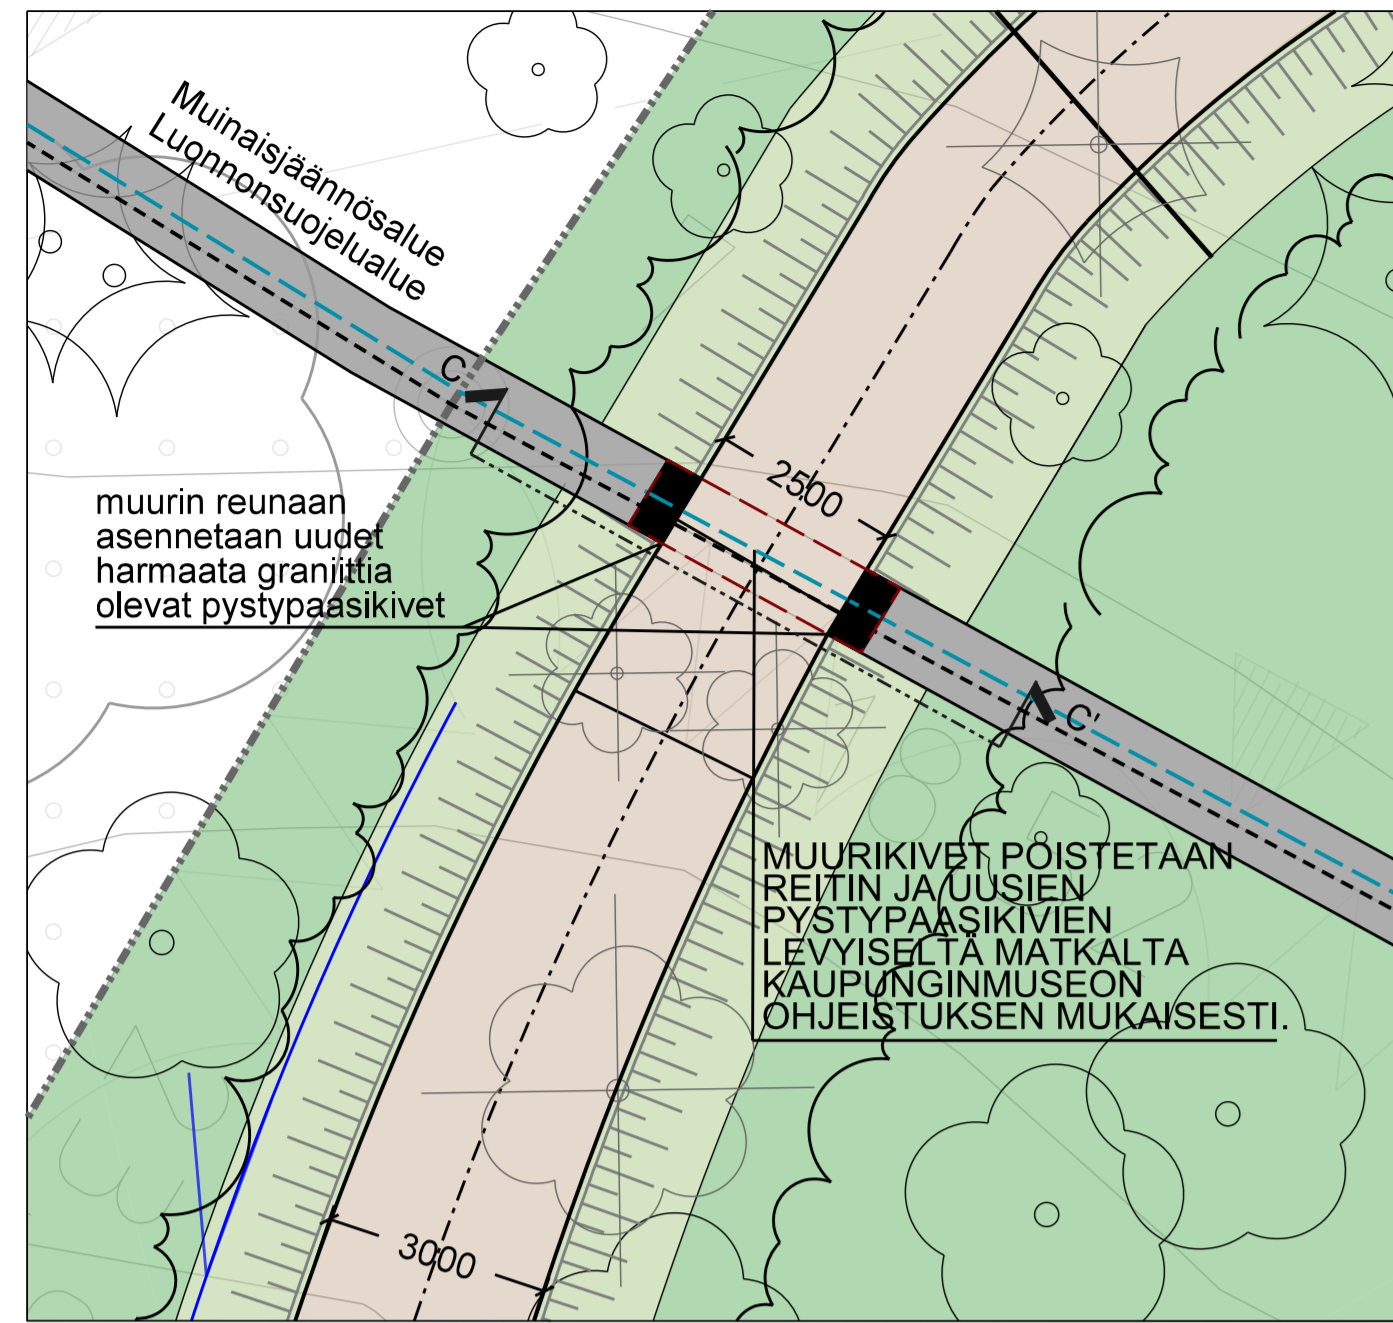 Muinaisjäännösalue
Luonnonsuojelualue
C
2500
muurin reunaan
asennetaan uudet
harmaata graniittia
olevat pystypaasikivet
C'
MUURIKIVET POISTETAAN
REITIN JA UUSIEN
PYSTYPAASIKIVIEN
LEVYISELTÄ MATKALTA
KAUPUNGINMUSEON
OHJEISTUKSEN MUKAISESTI.
3000